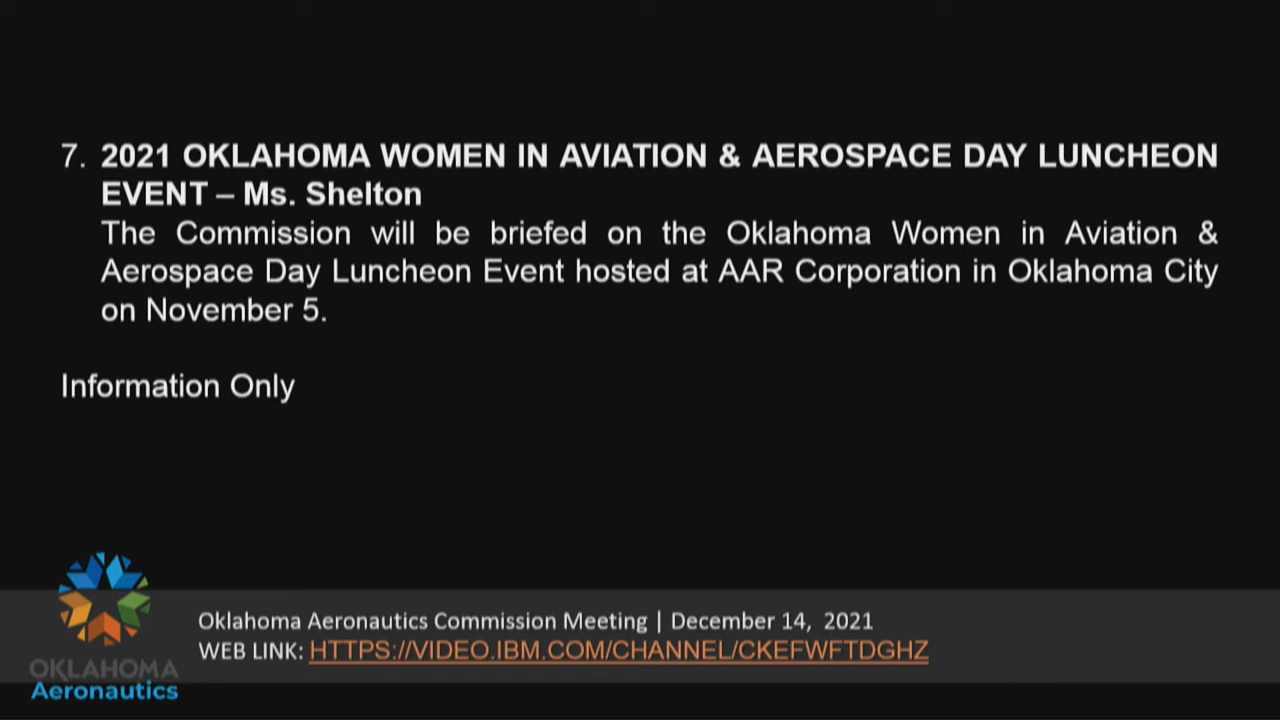 7. 2021 OKLAHOMA WOMEN IN AVIATION & AEROSPACE DAY LUNCHEON
EVENT – Ms. Shelton
The Commission will be briefed on the Oklahoma Women in Aviation &
Aerospace Day Luncheon Event hosted at AAR Corporation in Oklahoma City
on November 5.
Information Only
Oklahoma Aeronautics Commission Meeting | December 14, 2021
WEB LINK: HTTPS://VIDEO.IBM.COM/CHANNEL/CKEFWFTDGHZ
OKLAHOMA
Aeronautics